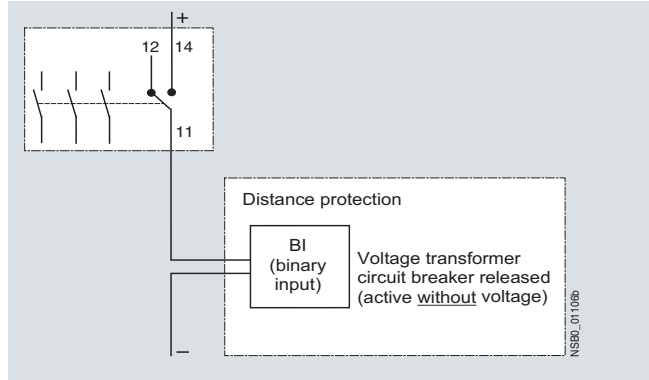 +
12 14
11
Distance protection
BI
(binary
input)
Voltage transformer
circuit breaker released
(active without voltage)
–
NSB0_01106b